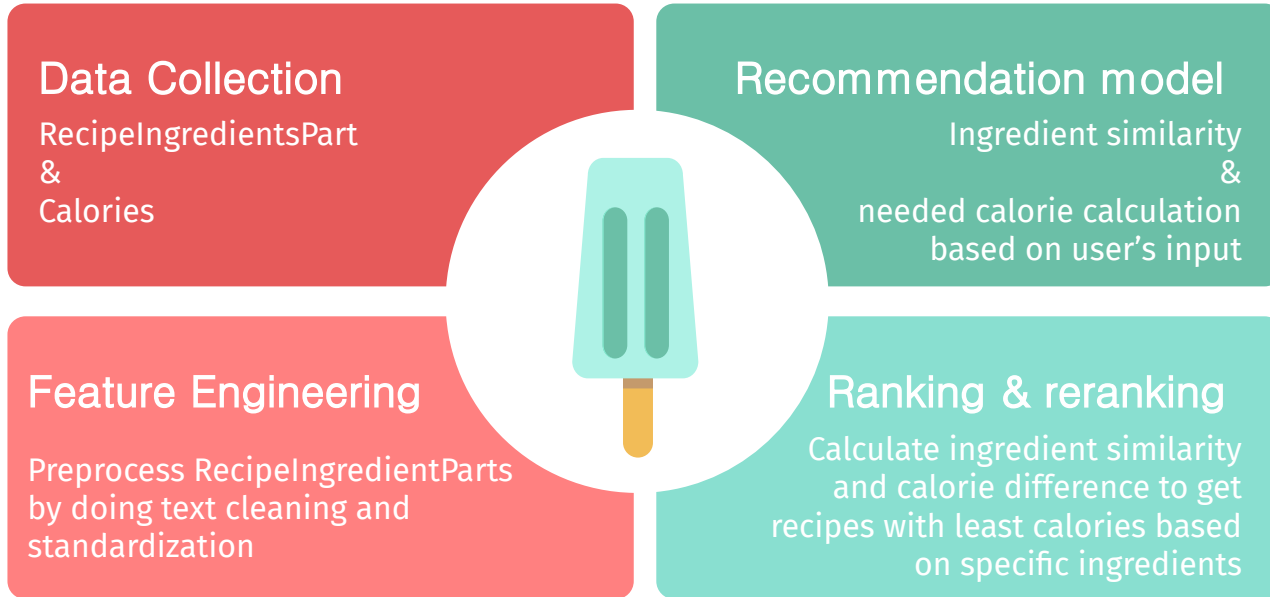 Data Collection
RecipeIngredientsPart
&
Calories
Recommendation model
Ingredient similarity
&
needed calorie calculation
based on user’s input
Feature Engineering
Preprocess RecipeIngredientParts
by doing text cleaning and
standardization
Ranking & reranking
Calculate ingredient similarity
and calorie difference to get
recipes with least calories based
on specific ingredients